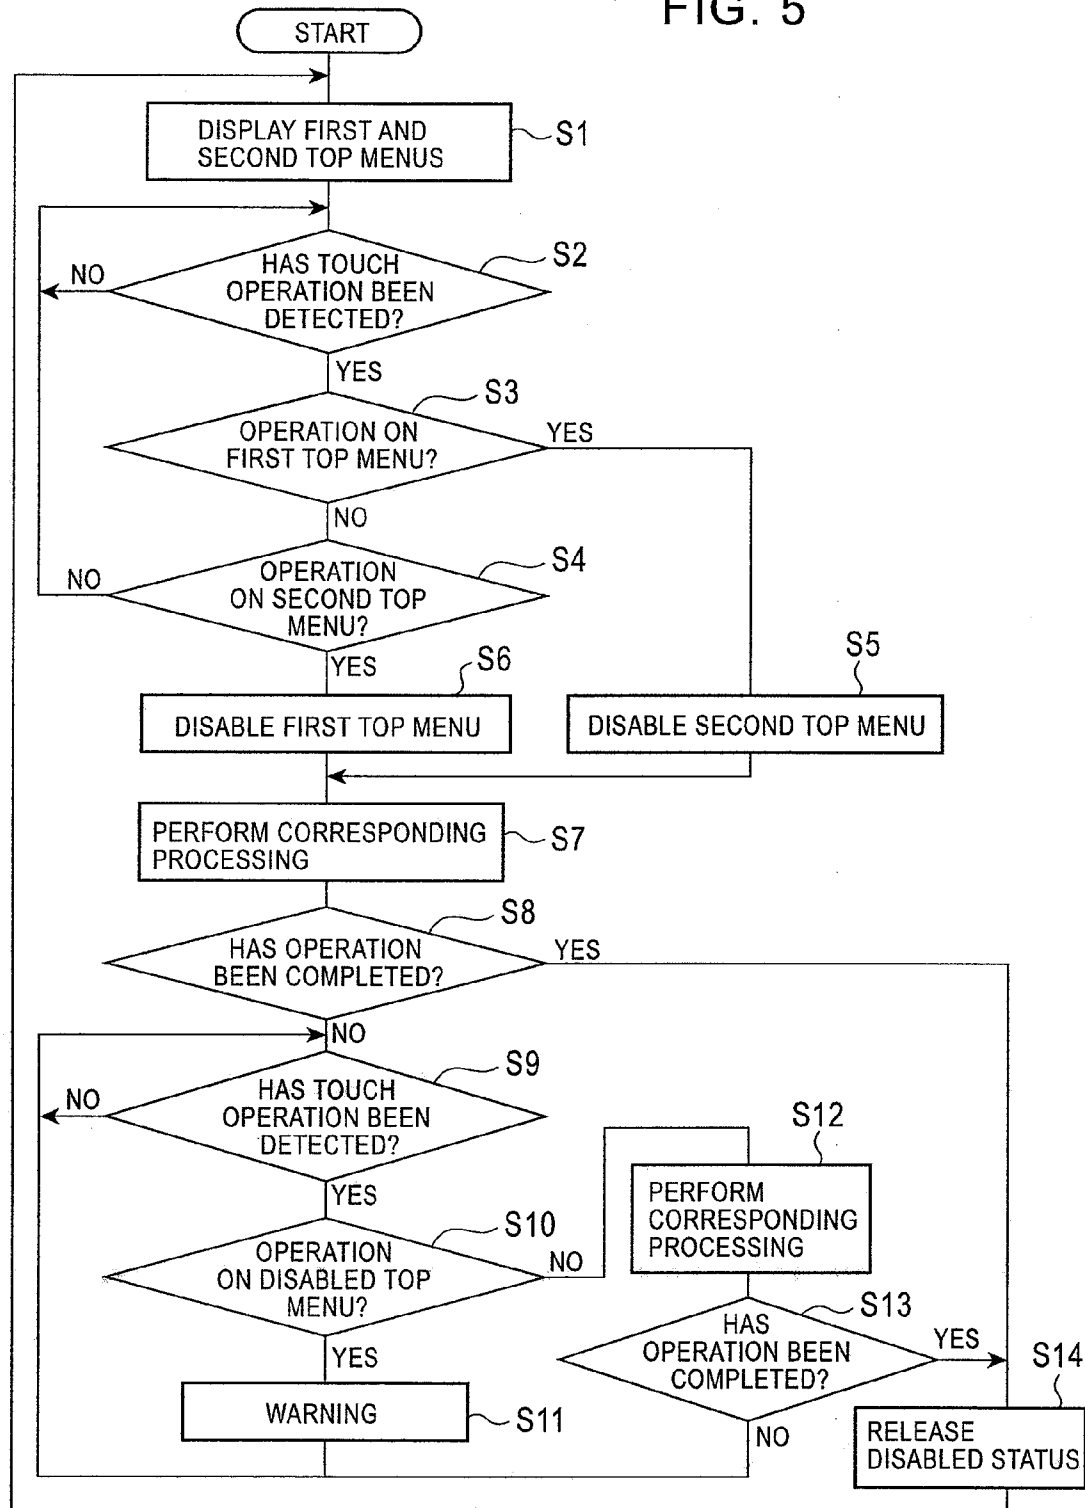 FIG. 5
START
DISPLAY FIRST AND
SECOND TOP MENUS
S1
HAS TOUCH
OPERATION BEEN
DETECTED?
S2
NO
YES
OPERATION ON
FIRST TOP MENU?
S3
YES
NO
OPERATION
ON SECOND TOP
MENU?
S4
NO
YES
S6
DISABLE FIRST TOP MENU
S5
DISABLE SECOND TOP MENU
PERFORM CORRESPONDING
PROCESSING
S7
HAS OPERATION
BEEN COMPLETED?
S8
YES
NO
HAS TOUCH
OPERATION BEEN
DETECTED?
S9
NO
YES
OPERATION
ON DISABLED TOP
MENU?
S10
NO
YES
WARNING
S11
S12
PERFORM
CORRESPONDING
PROCESSING
HAS
OPERATION BEEN
COMPLETED?
S13
YES
NO
S14
RELEASE
DISABLED STATUS